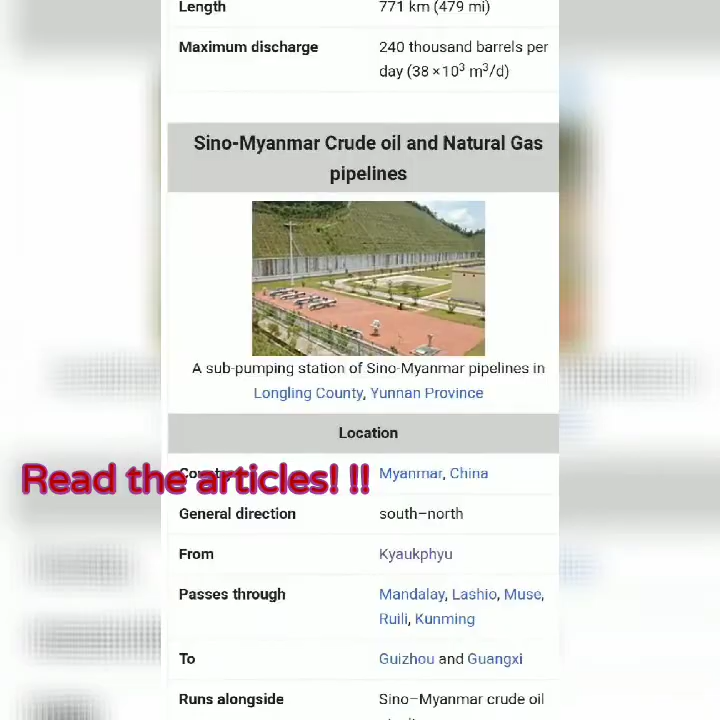 Length 771 km (479 mi)
Maximum discharge 240 thousand barrels per
day (38 ×10³ m³/d)
Sino-Myanmar Crude oil and Natural Gas
pipelines
A sub-pumping station of Sino-Myanmar pipelines in
Longling County, Yunnan Province
Location
Read the articles! !!
Country Myanmar, China
General direction south–north
From Kyaukphyu
Passes through Mandalay, Lashio, Muse,
Ruili, Kunming
To Guizhou and Guangxi
Runs alongside Sino–Myanmar crude oil